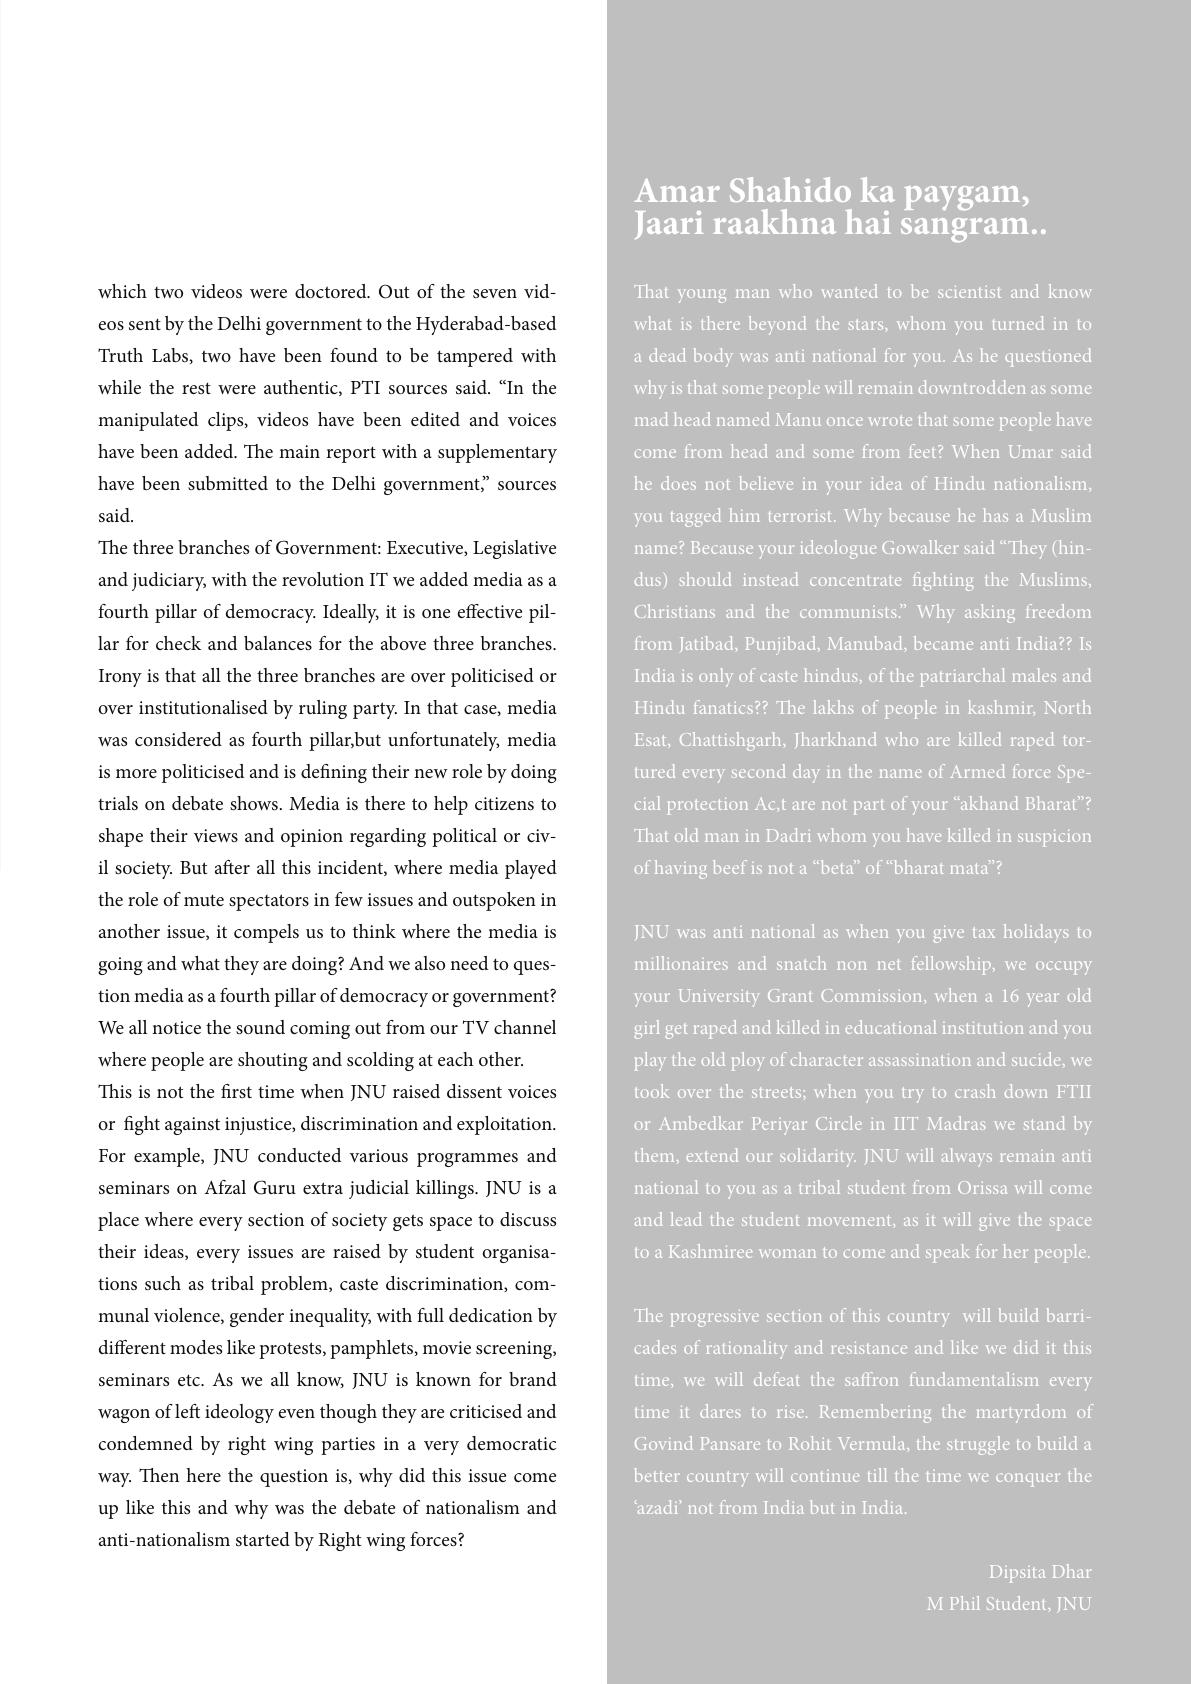 which two videos were doctored. Out of the seven vid-
eos sent by the Delhi government to the Hyderabad-based
Truth Labs, two have been found to be tampered with
while the rest were authentic, PTI sources said. “In the
manipulated clips, videos have been edited and voices
have been added. The main report with a supplementary
have been submitted to the Delhi government,” sources
said.
The three branches of Government: Executive, Legislative
and judiciary, with the revolution IT we added media as a
fourth pillar of democracy. Ideally, it is one effective pil-
lar for check and balances for the above three branches.
Irony is that all the three branches are over politicised or
over institutionalised by ruling party. In that case, media
was considered as fourth pillar,but unfortunately, media
is more politicised and is defining their new role by doing
trials on debate shows. Media is there to help citizens to
shape their views and opinion regarding political or civ-
il society. But after all this incident, where media played
the role of mute spectators in few issues and outspoken in
another issue, it compels us to think where the media is
going and what they are doing? And we also need to ques-
tion media as a fourth pillar of democracy or government?
We all notice the sound coming out from our TV channel
where people are shouting and scolding at each other.
This is not the first time when JNU raised dissent voices
or  fight against injustice, discrimination and exploitation.
For example, JNU conducted various programmes and
seminars on Afzal Guru extra judicial killings. JNU is a
place where every section of society gets space to discuss
their ideas, every issues are raised by student organisa-
tions such as tribal problem, caste discrimination, com-
munal violence, gender inequality, with full dedication by
different modes like protests, pamphlets, movie screening,
seminars etc. As we all know, JNU is known for brand
wagon of left ideology even though they are criticised and
condemned by right wing parties in a very democratic
way. Then here the question is, why did this issue come
up like this and why was the debate of nationalism and
anti-nationalism started by Right wing forces?
Amar Shahido ka paygam,
Jaari raakhna hai sangram..
That young man who wanted to be scientist and know
what is there beyond the stars, whom you turned in to
a dead body was anti national for you. As he questioned
why is that some people will remain downtrodden as some
mad head named Manu once wrote that some people have
come from head and some from feet? When Umar said
he does not believe in your idea of Hindu nationalism,
you tagged him terrorist. Why because he has a Muslim
name? Because your ideologue Gowalker said “They (hin-
dus) should instead concentrate fighting the Muslims,
Christians and the communists.” Why asking freedom
from Jatibad, Punjibad, Manubad, became anti India?? Is
India is only of caste hindus, of the patriarchal males and
Hindu fanatics?? The lakhs of people in kashmir, North
Esat, Chattishgarh, Jharkhand who are killed raped tor-
tured every second day in the name of Armed force Spe-
cial protection Ac,t are not part of your “akhand Bharat”?
That old man in Dadri whom you have killed in suspicion
of having beef is not a “beta” of “bharat mata”?
JNU was anti national as when you give tax holidays to
millionaires and snatch non net fellowship, we occupy
your University Grant Commission, when a 16 year old
girl get raped and killed in educational institution and you
play the old ploy of character assassination and sucide, we
took over the streets; when you try to crash down FTII
or Ambedkar Periyar Circle in IIT Madras we stand by
them, extend our solidarity. JNU will always remain anti
national to you as a tribal student from Orissa will come
and lead the student movement, as it will give the space
to a Kashmiree woman to come and speak for her people.
The progressive section of this country  will build barri-
cades of rationality and resistance and like we did it this
time, we will defeat the saffron fundamentalism every
time it dares to rise. Remembering the martyrdom of
Govind Pansare to Rohit Vermula, the struggle to build a
better country will continue till the time we conquer the
‘azadi’ not from India but in India.
Dipsita Dhar
M Phil Student, JNU